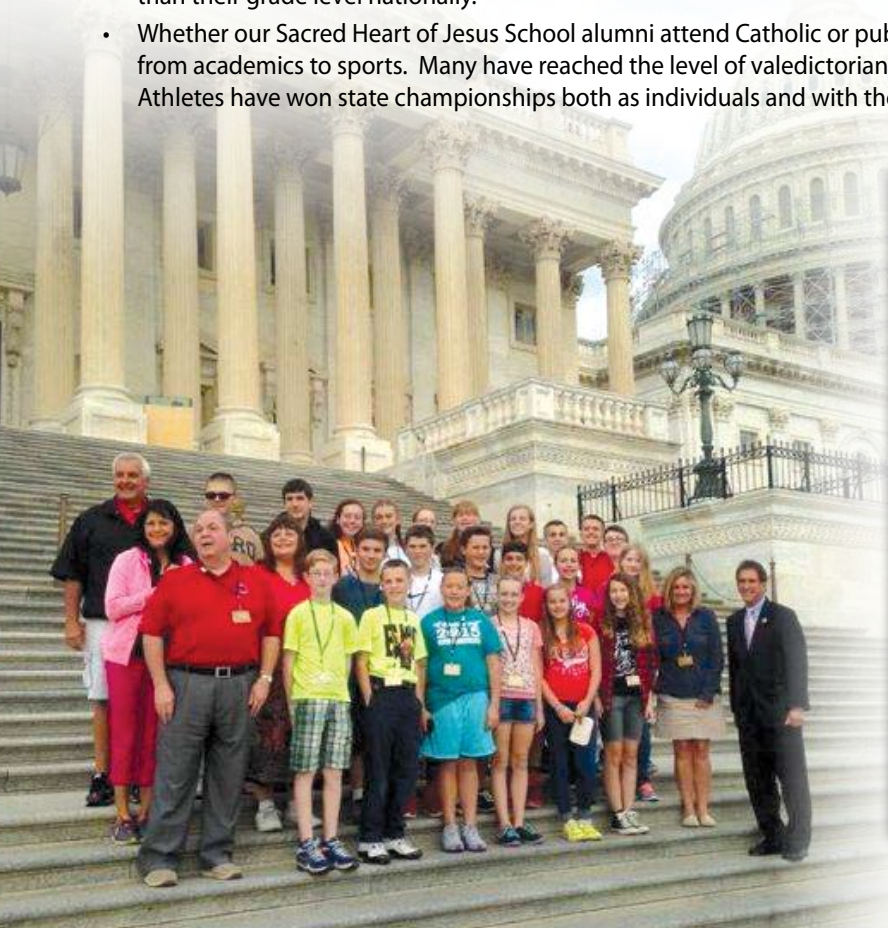 than their grade level nationally.
• Whether our Sacred Heart of Jesus School alumni attend Catholic or pub
from academics to sports. Many have reached the level of valedictorian
Athletes have won state championships both as individuals and with the